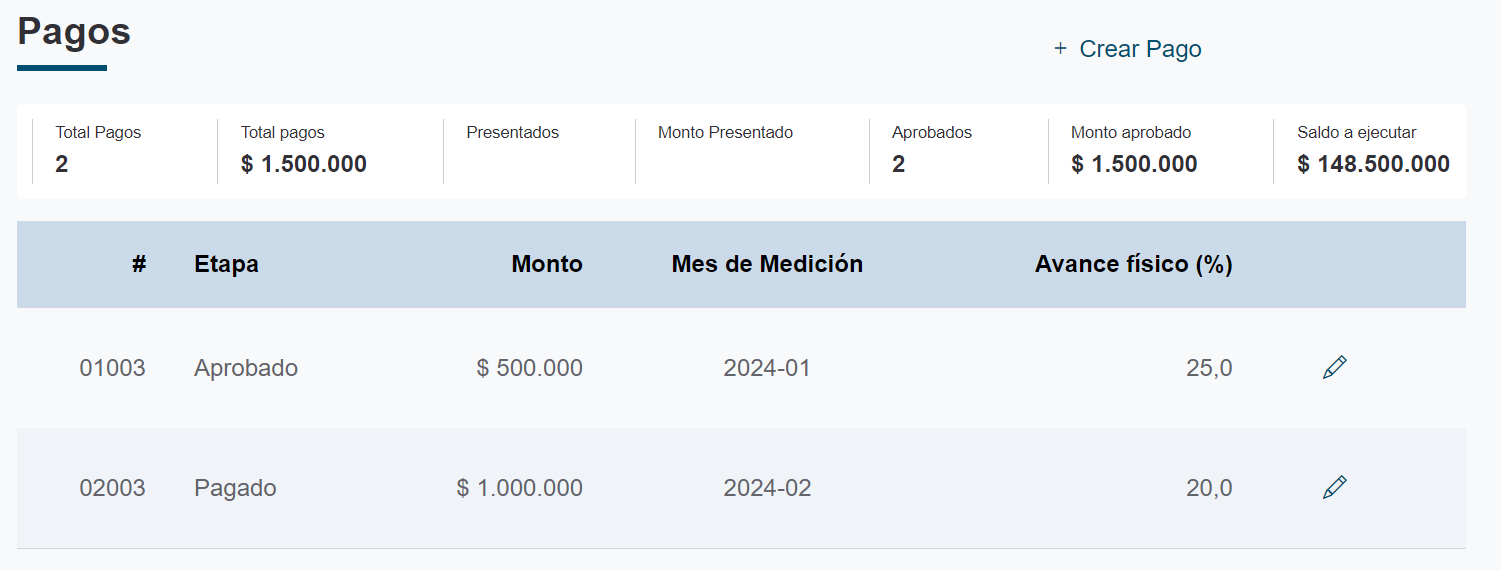 Pagos
+ Crear Pago
Total Pagos Total pagos Presentados Monto Presentado Aprobados Monto aprobado Saldo a ejecutar
2 $ 1.500.000 2 $ 1.500.000 $ 148.500.000
# Etapa Monto Mes de Medición Avance físico (%)
01003 Aprobado $ 500.000 2024-01 25,0
02003 Pagado $ 1.000.000 2024-02 20,0